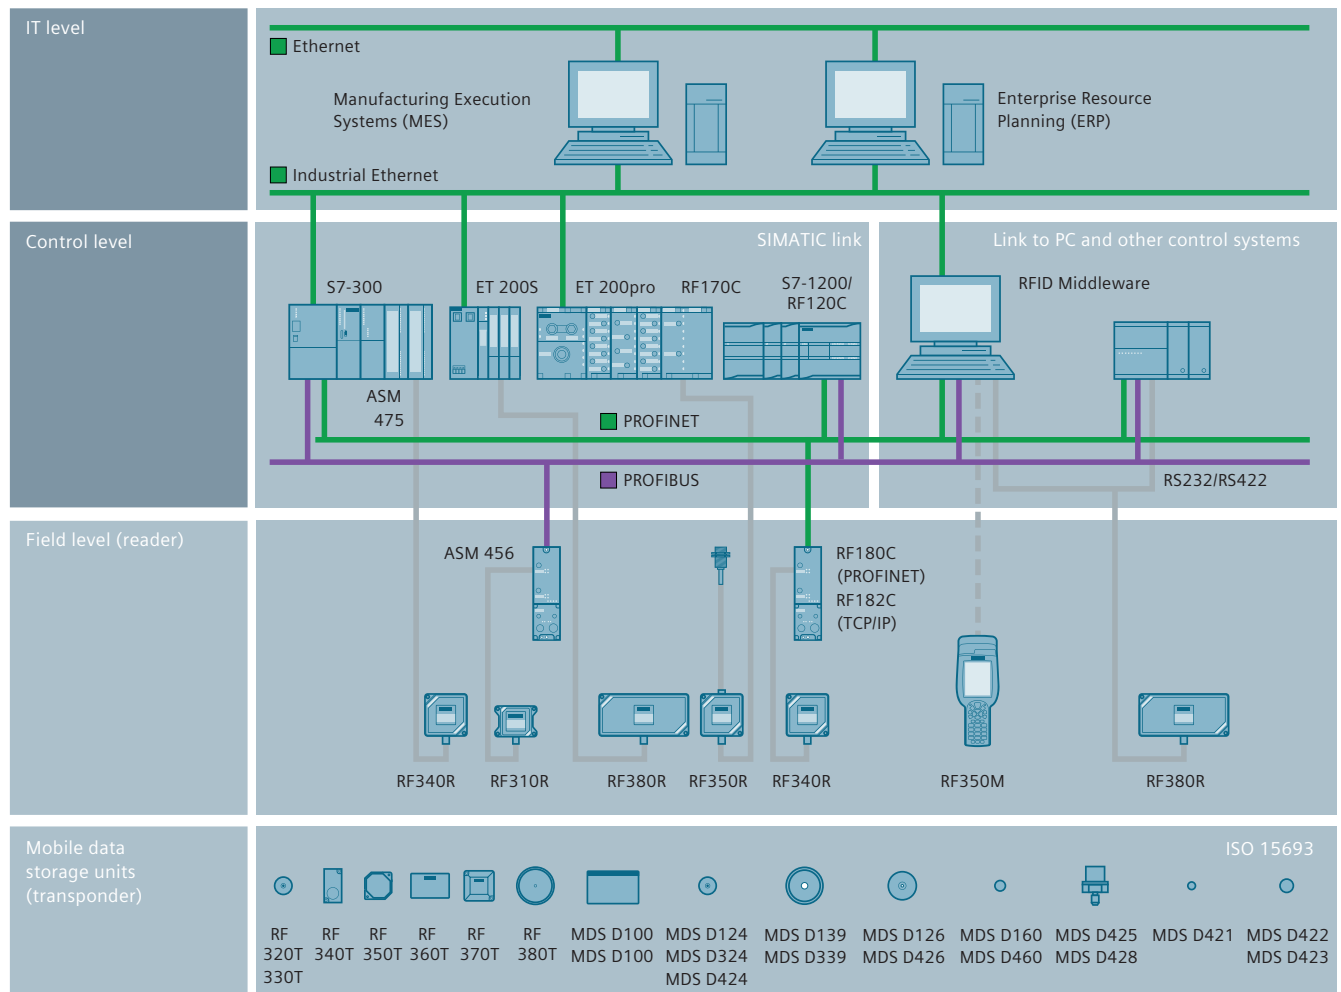 IT level
Ethernet
Manufacturing Execution
Systems (MES)
Enterprise Resource
Planning (ERP)
Industrial Ethernet
Control level
SIMATIC link
Link to PC and other control systems
S7-300
ET 200S
ET 200pro
RF170C
S7-1200/
RF120C
RFID Middleware
ASM
475
PROFINET
PROFIBUS
RS232/RS422
Field level (reader)
ASM 456
RF180C
(PROFINET)
RF182C
(TCP/IP)
RF340R
RF310R
RF380R
RF350R
RF340R
RF350M
RF380R
Mobile data
storage units
(transponder)
ISO 15693
RF
320T
330T
RF
340T
RF
350T
RF
360T
RF
370T
RF
380T
MDS D100
MDS D100
MDS D124
MDS D324
MDS D424
MDS D139
MDS D339
MDS D126
MDS D426
MDS D160
MDS D460
MDS D425
MDS D428
MDS D421
MDS D422
MDS D423